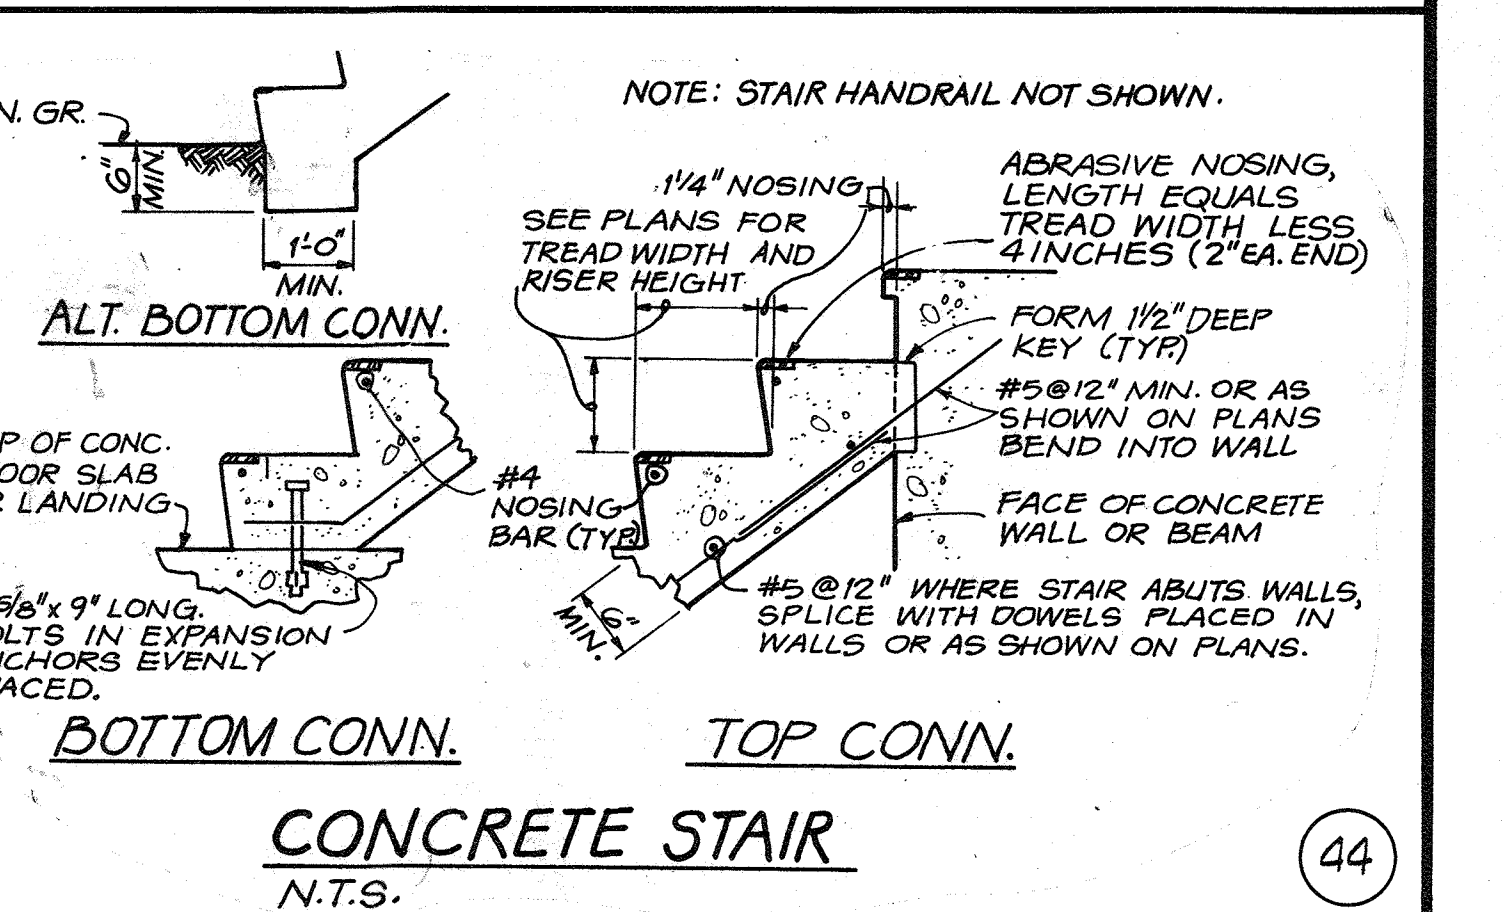 NOTE: STAIR HANDRAIL NOT SHOWN.
N. GR.
6" MIN.
1'-0"
MIN.
ALT. BOTTOM CONN.
1¼" NOSING
SEE PLANS FOR
TREAD WIDTH AND
RISER HEIGHT
ABRASIVE NOSING,
LENGTH EQUALS
TREAD WIDTH LESS
4 INCHES (2" EA. END)
FORM 1½" DEEP
KEY (TYP.)
#5 @ 12" MIN. OR AS
SHOWN ON PLANS
BEND INTO WALL
FACE OF CONCRETE
WALL OR BEAM
P OF CONC.
OOR SLAB
R LANDING
#4
NOSING
BAR (TYP.)
5/8" x 9" LONG.
OLTS IN EXPANSION
NCHORS EVENLY
ACED.
6"
MIN.
#5 @ 12" WHERE STAIR ABUTS WALLS,
SPLICE WITH DOWELS PLACED IN
WALLS OR AS SHOWN ON PLANS.
BOTTOM CONN.
TOP CONN.
CONCRETE STAIR
N.T.S.
44